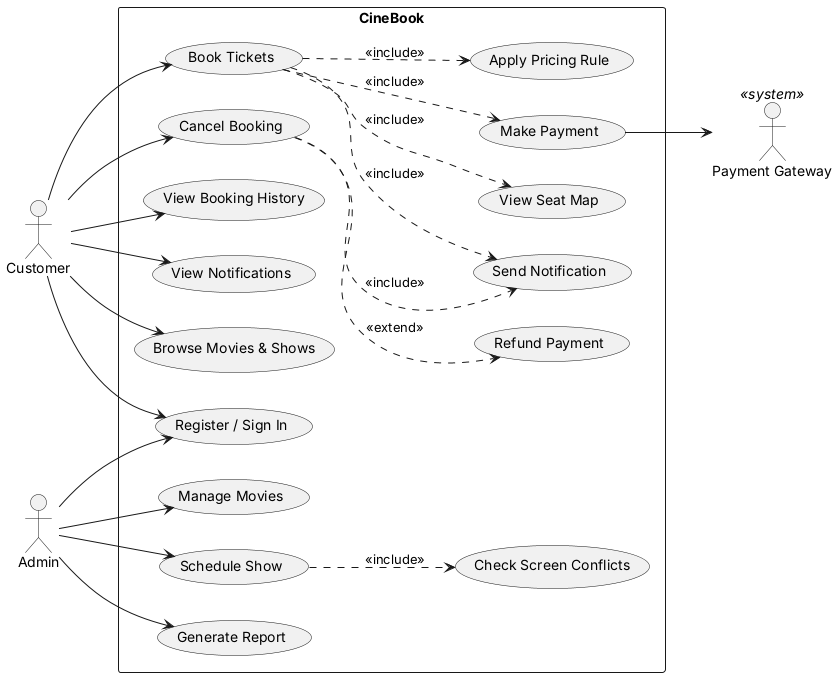 CineBook
Book Tickets
«include»
Apply Pricing Rule
«include»
«system»
Cancel Booking
«include»
Make Payment
Payment Gateway
«include»
View Booking History
View Seat Map
Customer
View Notifications
Send Notification
«include»
«extend»
Browse Movies & Shows
Refund Payment
Register / Sign In
Manage Movies
Admin
Schedule Show
«include»
Check Screen Conflicts
Generate Report